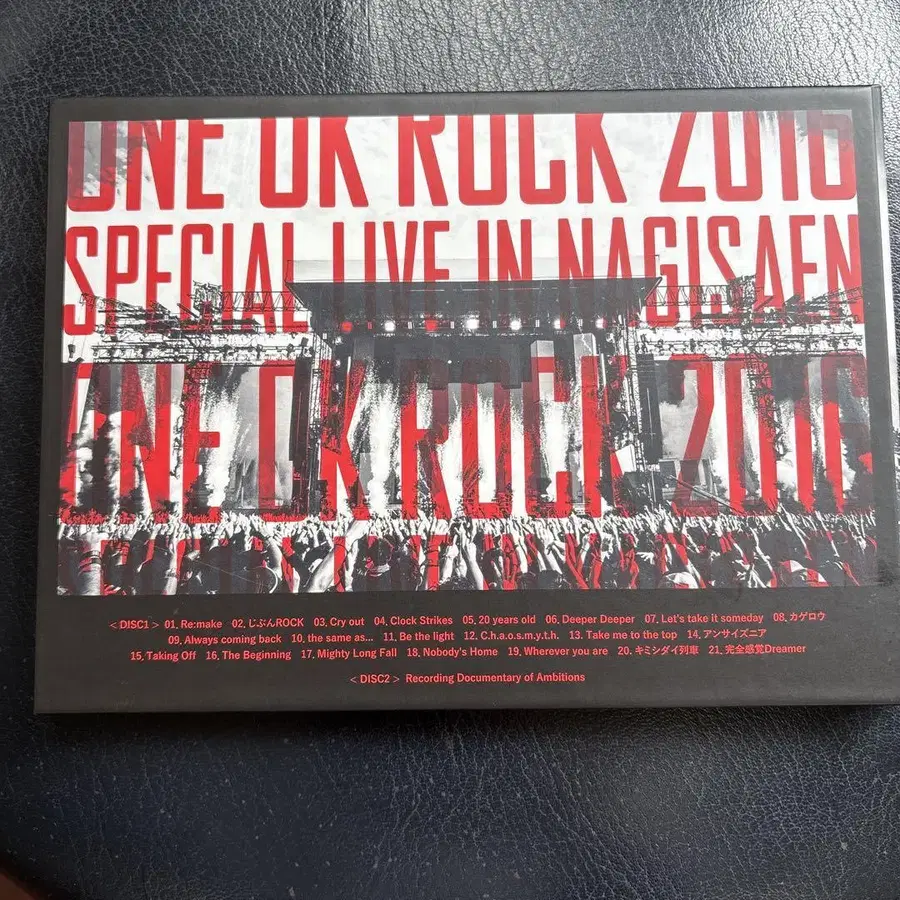 ONE OK ROCK 2016
SPECIAL LIVE IN NAGISAEN
ONE OK ROCK 2016
＜DISC1＞ 01. Re:make 02. じぶんROCK 03. Cry out 04. Clock Strikes 05. 20 years old 06. Deeper Deeper 07. Let's take it someday 08. カゲロウ
09. Always coming back 10. the same as... 11. Be the light 12. C.h.a.o.s.m.y.t.h. 13. Take me to the top 14. アンサイズニア
15. Taking Off 16. The Beginning 17. Mighty Long Fall 18. Nobody's Home 19. Wherever you are 20. キミシダイ列車 21. 完全感覚Dreamer
＜DISC2＞ Recording Documentary of Ambitions